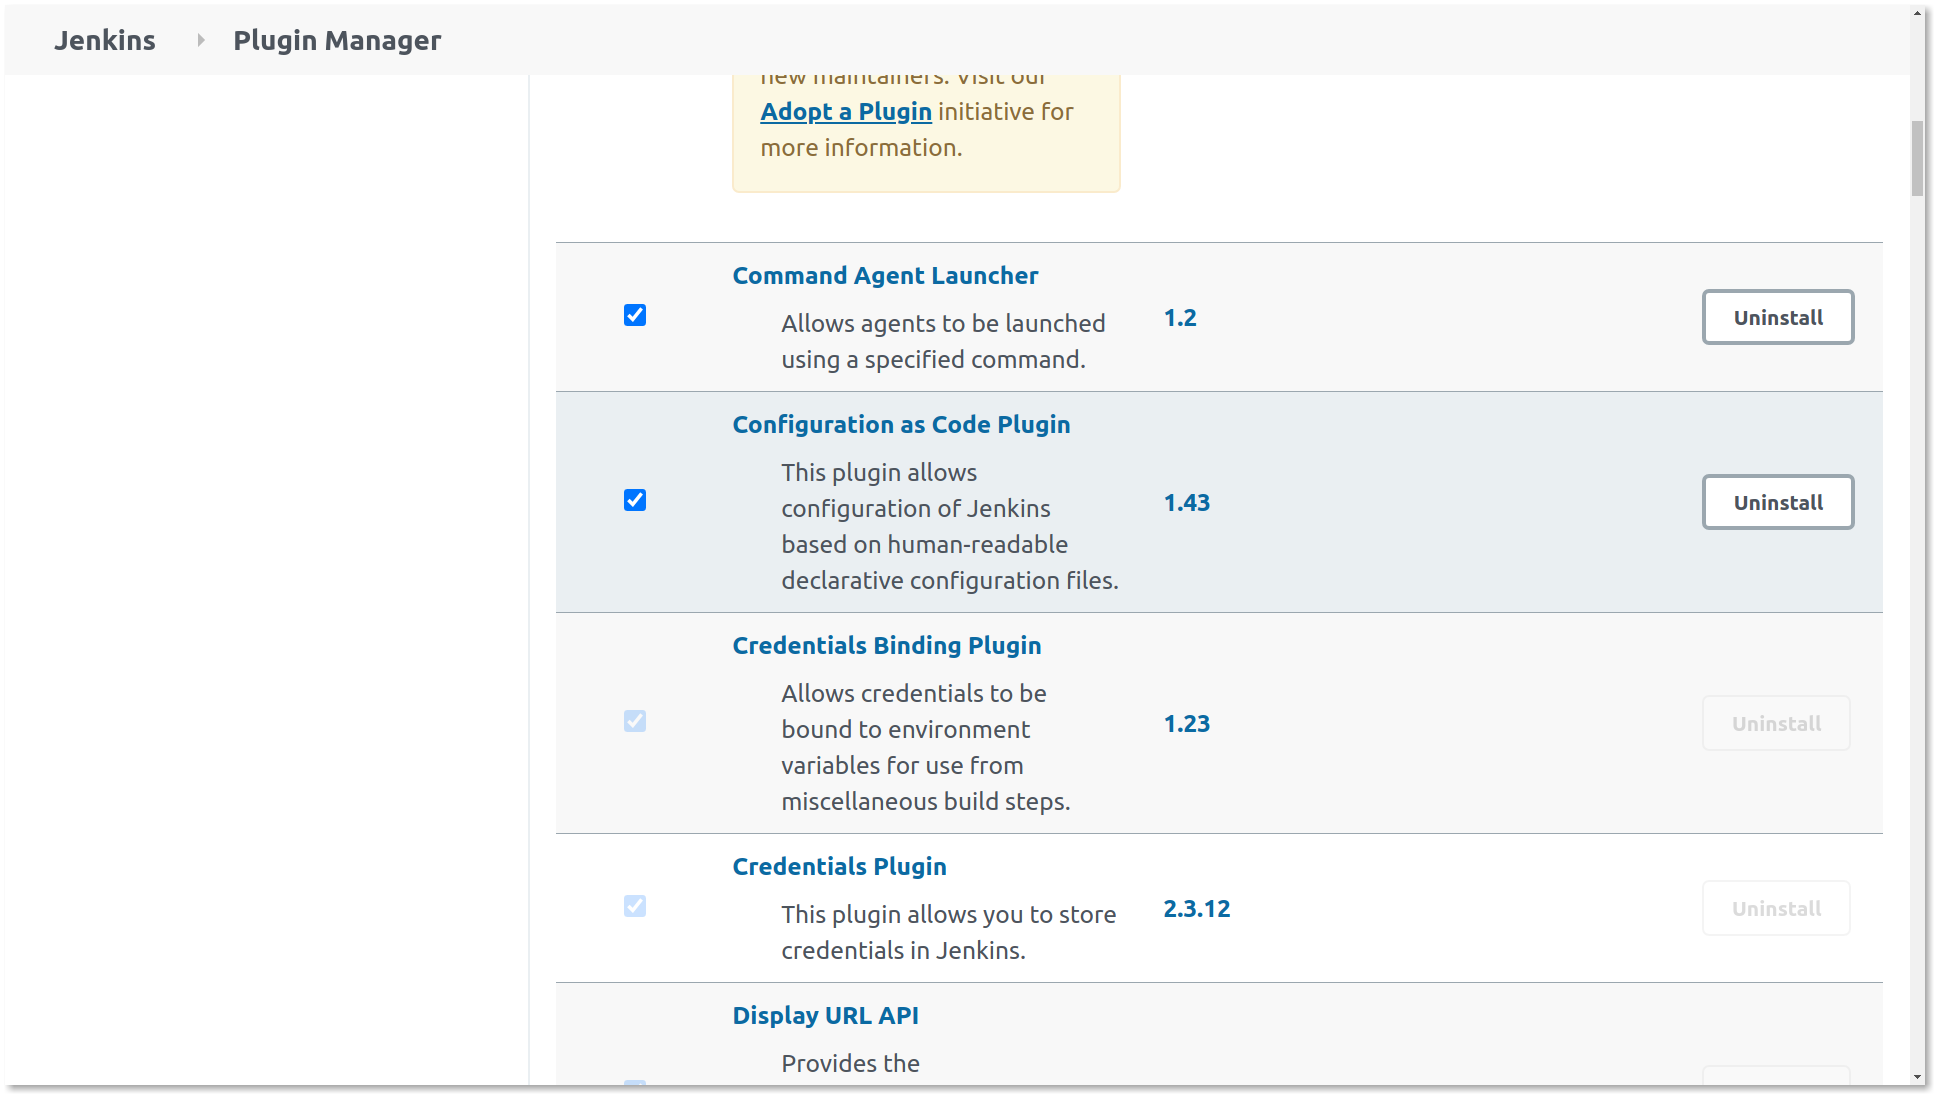 Jenkins Plugin Manager
new maintainers. Visit our
Adopt a Plugin initiative for
more information.
Command Agent Launcher
Allows agents to be launched
using a specified command.
1.2
Uninstall
Configuration as Code Plugin
This plugin allows
configuration of Jenkins
based on human-readable
declarative configuration files.
1.43
Uninstall
Credentials Binding Plugin
Allows credentials to be
bound to environment
variables for use from
miscellaneous build steps.
1.23
Uninstall
Credentials Plugin
This plugin allows you to store
credentials in Jenkins.
2.3.12
Uninstall
Display URL API
Provides the